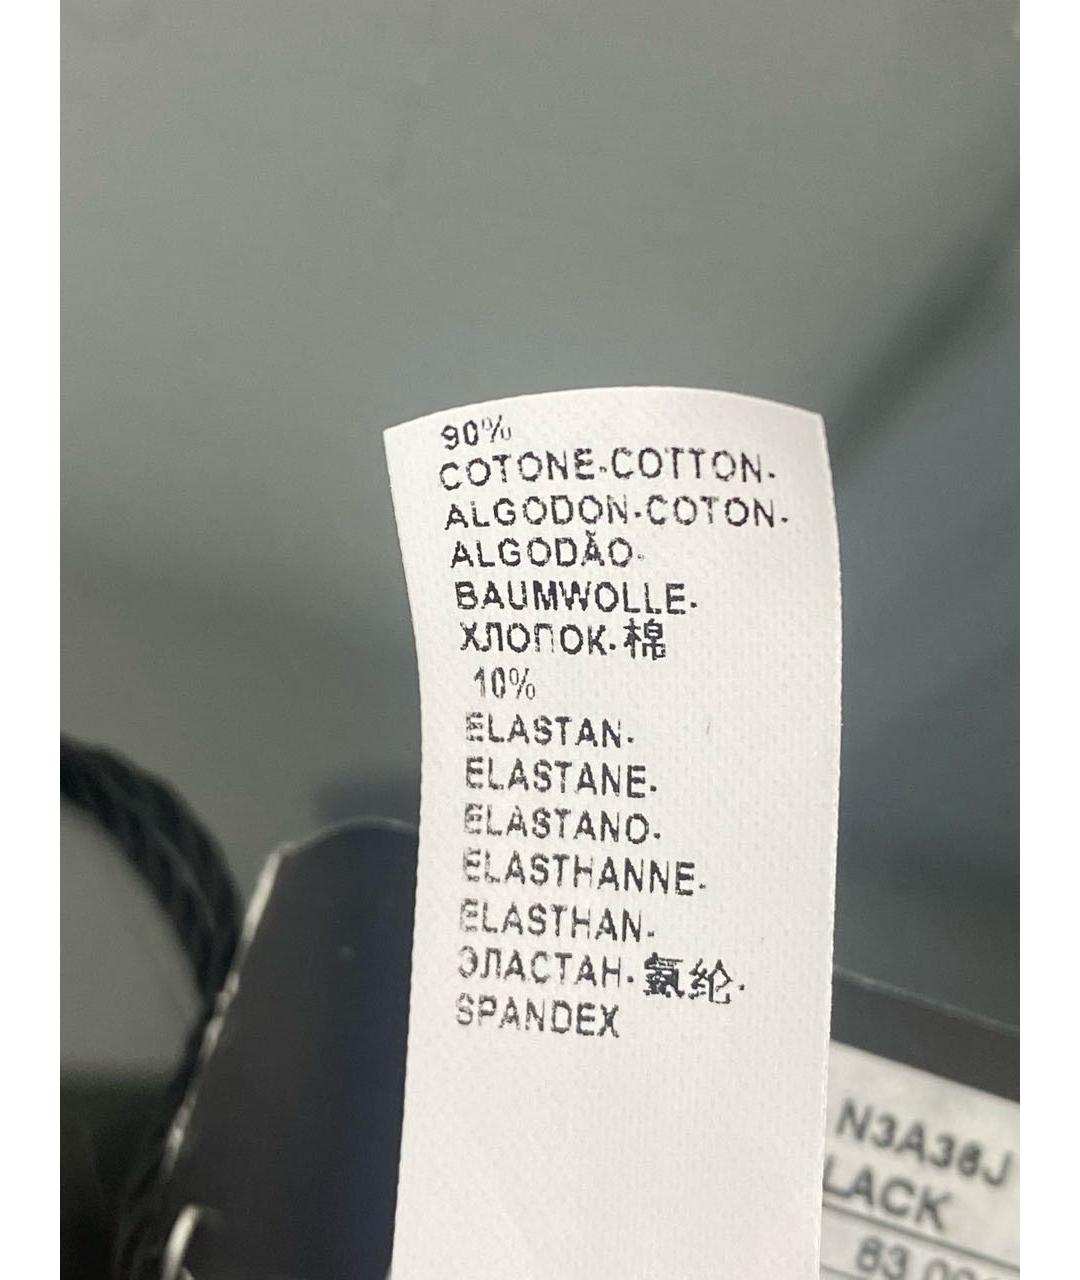 90%
COTONE-COTTON-
ALGODON-COTON-
ALGODÃO-
BAUMWOLLE-
ХЛОПОК-棉
10%
ELASTAN-
ELASTANE-
ELASTANO-
ELASTHANNE-
ELASTHAN-
ЭЛАСТАН-氨纶-
SPANDEX
N3A38J
LACK